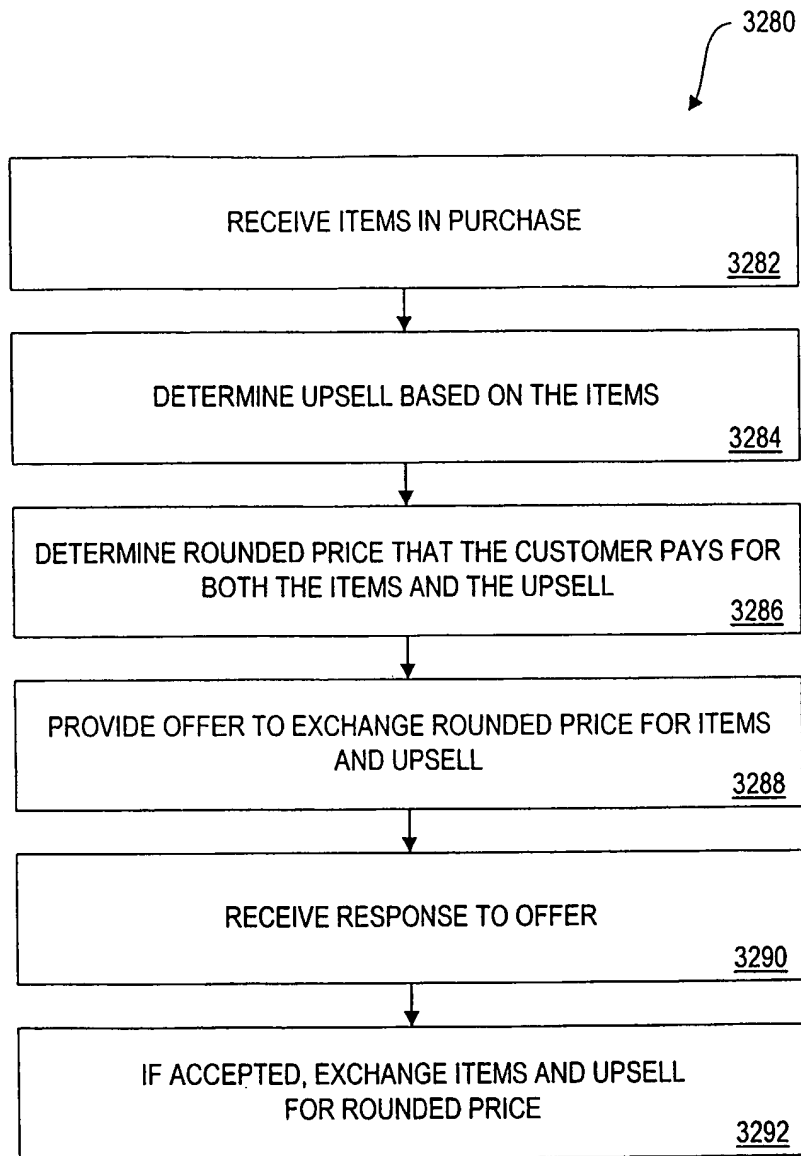 3280
RECEIVE ITEMS IN PURCHASE
3282
DETERMINE UPSELL BASED ON THE ITEMS
3284
DETERMINE ROUNDED PRICE THAT THE CUSTOMER PAYS FOR
BOTH THE ITEMS AND THE UPSELL
3286
PROVIDE OFFER TO EXCHANGE ROUNDED PRICE FOR ITEMS
AND UPSELL
3288
RECEIVE RESPONSE TO OFFER
3290
IF ACCEPTED, EXCHANGE ITEMS AND UPSELL
FOR ROUNDED PRICE
3292